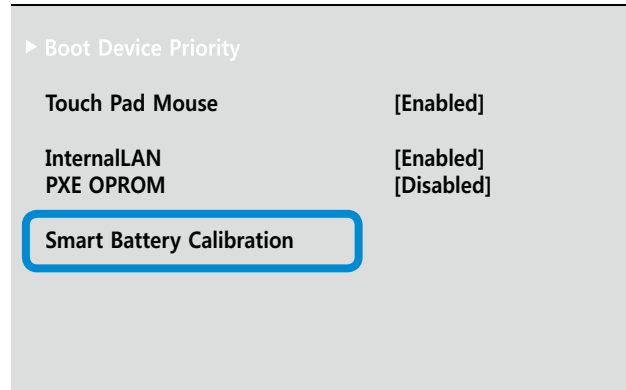 ▶ Boot Device Priority
Touch Pad Mouse [Enabled]
InternalLAN [Enabled]
PXE OPROM [Disabled]
Smart Battery Calibration